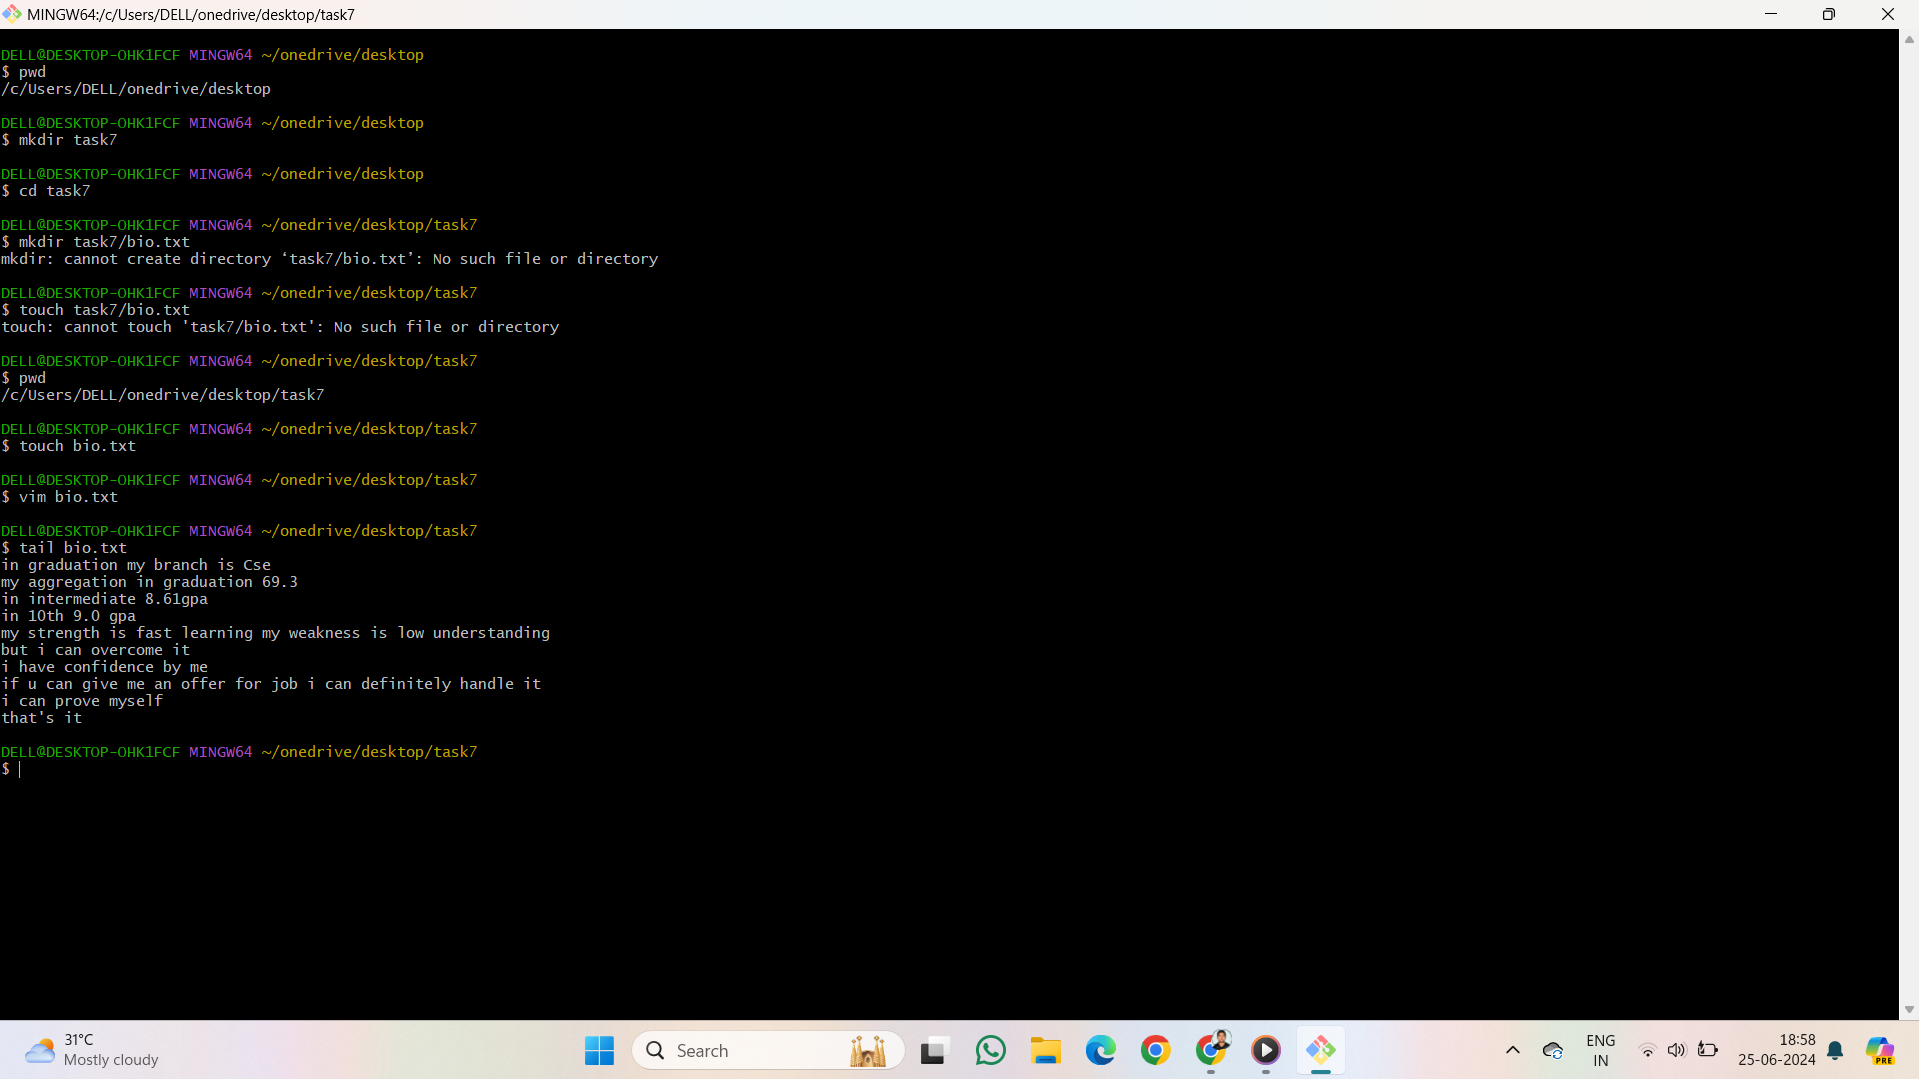 MINGW64:/c/Users/DELL/onedrive/desktop/task7
DELL@DESKTOP-OHK1FCF MINGW64 ~/onedrive/desktop
$ pwd
/c/Users/DELL/onedrive/desktop
DELL@DESKTOP-OHK1FCF MINGW64 ~/onedrive/desktop
$ mkdir task7
DELL@DESKTOP-OHK1FCF MINGW64 ~/onedrive/desktop
$ cd task7
DELL@DESKTOP-OHK1FCF MINGW64 ~/onedrive/desktop/task7
$ mkdir task7/bio.txt
mkdir: cannot create directory ‘task7/bio.txt’: No such file or directory
DELL@DESKTOP-OHK1FCF MINGW64 ~/onedrive/desktop/task7
$ touch task7/bio.txt
touch: cannot touch 'task7/bio.txt': No such file or directory
DELL@DESKTOP-OHK1FCF MINGW64 ~/onedrive/desktop/task7
$ pwd
/c/Users/DELL/onedrive/desktop/task7
DELL@DESKTOP-OHK1FCF MINGW64 ~/onedrive/desktop/task7
$ touch bio.txt
DELL@DESKTOP-OHK1FCF MINGW64 ~/onedrive/desktop/task7
$ vim bio.txt
DELL@DESKTOP-OHK1FCF MINGW64 ~/onedrive/desktop/task7
$ tail bio.txt
in graduation my branch is Cse
my aggregation in graduation 69.3
in intermediate 8.61gpa
in 10th 9.0 gpa
my strength is fast learning my weakness is low understanding
but i can overcome it
i have confidence by me
if u can give me an offer for job i can definitely handle it
i can prove myself
that's it
DELL@DESKTOP-OHK1FCF MINGW64 ~/onedrive/desktop/task7
$
31°C
Mostly cloudy
Search
ENG
IN
18:58
25-06-2024
PRE